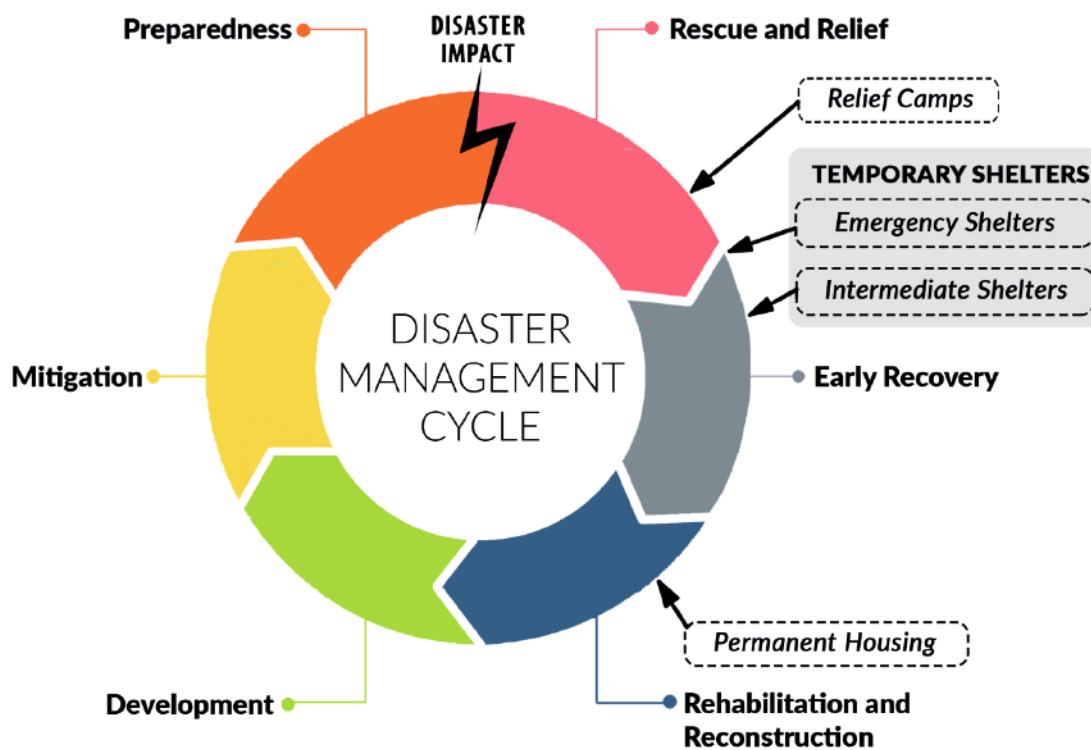 Preparedness
DISASTER
IMPACT
Rescue and Relief
Relief Camps
TEMPORARY SHELTERS
Emergency Shelters
Intermediate Shelters
DISASTER
MANAGEMENT
CYCLE
Mitigation
Early Recovery
Permanent Housing
Development
Rehabilitation and
Reconstruction